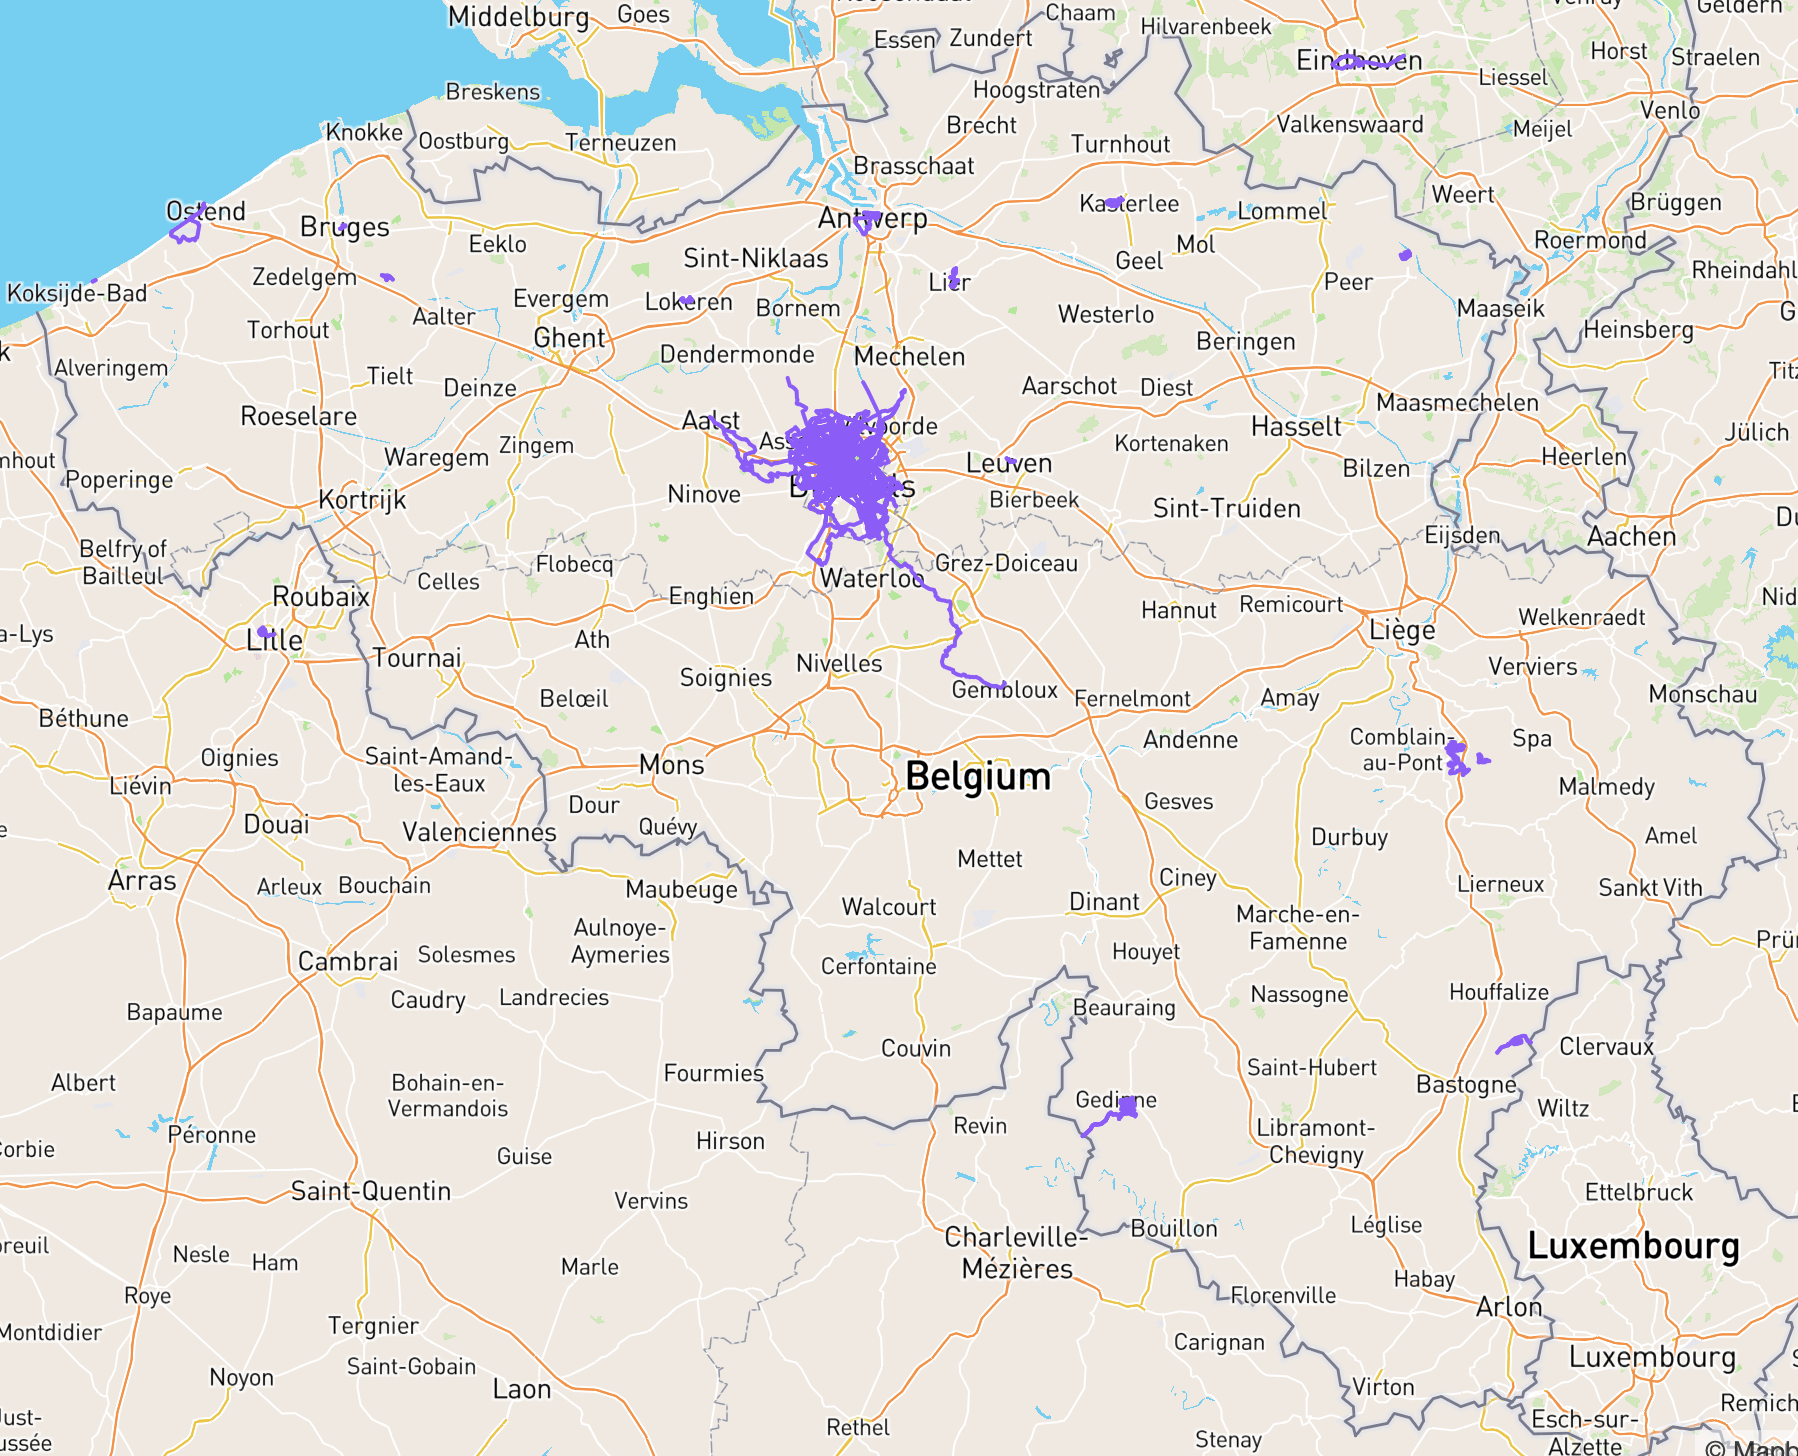 Middelburg
Goes
Chaam
Hilvarenbeek
Geldern
Essen
Zundert
Eindhoven
Horst
Straelen
Liessel
Breskens
Hoogstraten
Venlo
Knokke
Oostburg
Terneuzen
Brecht
Turnhout
Valkenswaard
Meijel
Brasschaat
Weert
Brüggen
Ostend
Bruges
Antwerp
Kasterlee
Lommel
Eeklo
Sint-Niklaas
Mol
Geel
Roermond
Koksijde-Bad
Zedelgem
Evergem
Lokeren
Bornem
Lier
Peer
Maaseik
Torhout
Aalter
Ghent
Westerlo
Beringen
Heinsberg
Alveringem
Tielt
Deinze
Dendermonde
Mechelen
Aarschot
Diest
Roeselare
Aalst
Maasmechelen
Waregem
Zingem
Kortenaken
Hasselt
Jülich
Poperinge
Kortrijk
Ninove
Leuven
Bierbeek
Sint-Truiden
Bilzen
Heerlen
Belfry of
Bailleul
Celles
Flobecq
Waterloo
Grez-Doiceau
Eijsden
Aachen
Roubaix
Enghien
Hannut
Remicourt
Welkenraedt
Lille
Tournai
Ath
Nivelles
Liège
Verviers
Soignies
Gembloux
Fernelmont
Amay
Monschau
Béthune
Belœil
Oignies
Saint-Amand-
les-Eaux
Mons
Belgium
Andenne
Comblain-
au-Pont
Spa
Liévin
Dour
Gesves
Malmedy
Douai
Valenciennes
Quévy
Durbuy
Amel
Arras
Arleux
Bouchain
Maubeuge
Mettet
Ciney
Lierneux
Sankt Vith
Walcourt
Dinant
Marche-en-
Famenne
Aulnoye-
Aymeries
Cambrai
Solesmes
Cerfontaine
Houyet
Caudry
Landrecies
Beauraing
Nassogne
Houffalize
Bapaume
Couvin
Clervaux
Albert
Bohain-en-
Vermandois
Fourmies
Saint-Hubert
Bastogne
Gedinne
Wiltz
Péronne
Hirson
Revin
Libramont-
Chevigny
Guise
Saint-Quentin
Vervins
Ettelbruck
Charleville-
Mézières
Bouillon
Léglise
Luxembourg
Nesle
Ham
Marle
Habay
Roye
Florenville
Arlon
Montdidier
Tergnier
Carignan
Saint-Gobain
Luxembourg
Noyon
Laon
Virton
Rethel
Stenay
Esch-sur-
Alzette